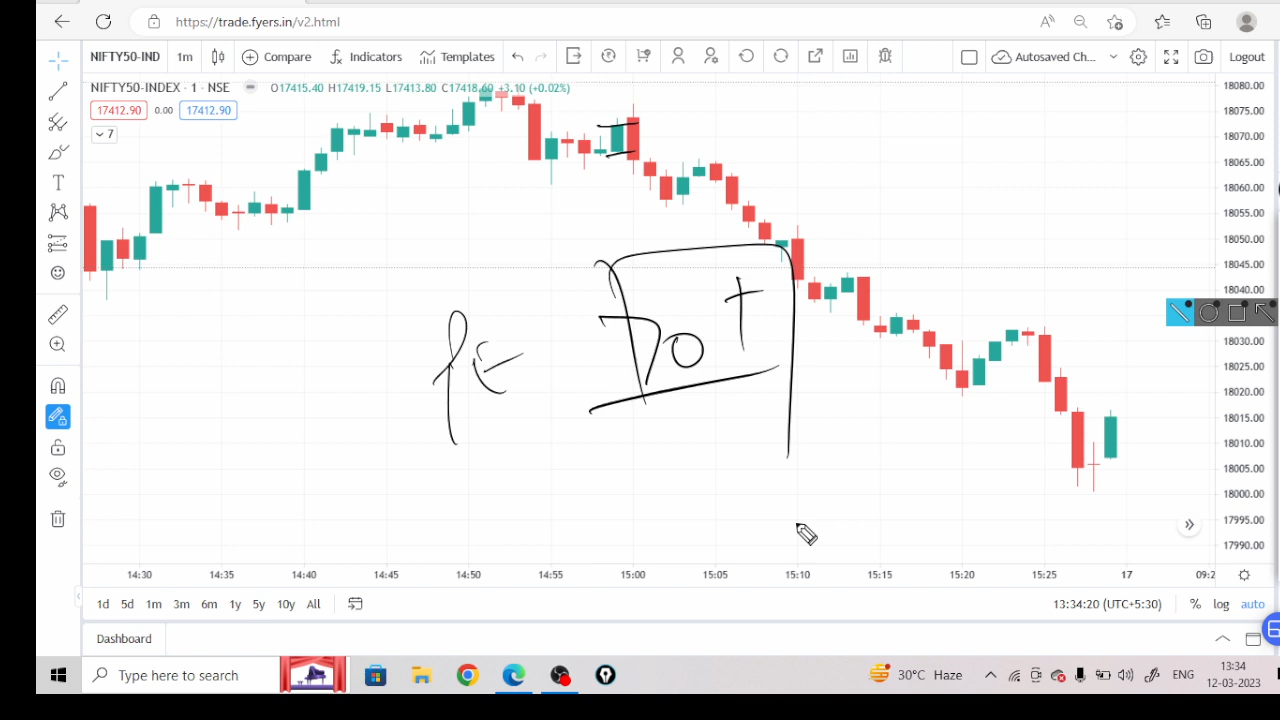 https://trade.fyers.in/v2.html
NIFTY50-IND 1m Compare Indicators Templates Autosaved Ch... Logout
NIFTY50-INDEX · 1 · NSE O17415.40 H17419.15 L17413.80 C17418.60 +3.10 (+0.02%)
17412.90 0.00 17412.90
7
18080.00
18075.00
18070.00
18065.00
18060.00
18055.00
18050.00
18045.00
18040.00
18030.00
18025.00
18020.00
18015.00
18010.00
18005.00
18000.00
17995.00
17990.00
14:30 14:35 14:40 14:45 14:50 14:55 15:00 15:05 15:10 15:15 15:20 15:25 17 09:2
1d 5d 1m 3m 6m 1y 5y 10y All 13:34:20 (UTC+5:30) % log auto
Dashboard
Type here to search 30°C Haze ENG 13:34
12-03-2023